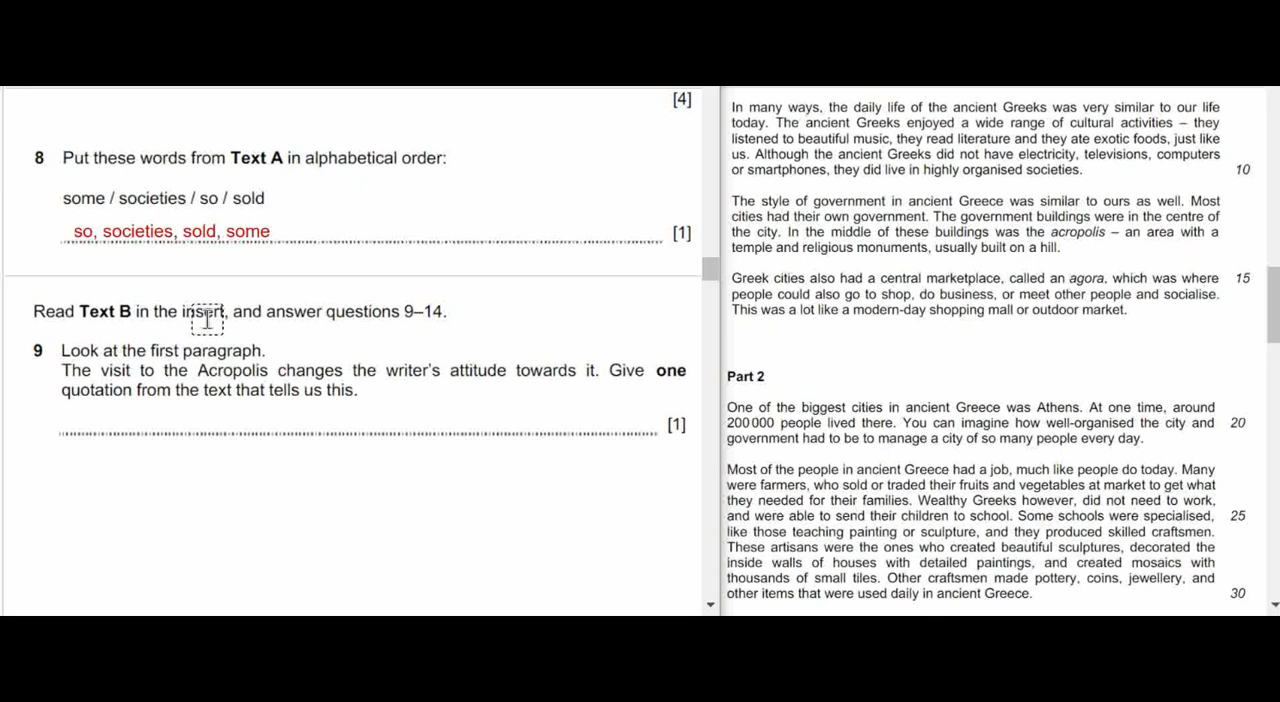 [4]
8 Put these words from Text A in alphabetical order:
some / societies / so / sold
so, societies, sold, some
[1]
Read Text B in the insert, and answer questions 9–14.
9 Look at the first paragraph.
The visit to the Acropolis changes the writer's attitude towards it. Give one
quotation from the text that tells us this.
[1]
In many ways, the daily life of the ancient Greeks was very similar to our life
today. The ancient Greeks enjoyed a wide range of cultural activities – they
listened to beautiful music, they read literature and they ate exotic foods, just like
us. Although the ancient Greeks did not have electricity, televisions, computers
or smartphones, they did live in highly organised societies. 10
The style of government in ancient Greece was similar to ours as well. Most
cities had their own government. The government buildings were in the centre of
the city. In the middle of these buildings was the acropolis – an area with a
temple and religious monuments, usually built on a hill.
Greek cities also had a central marketplace, called an agora, which was where 15
people could also go to shop, do business, or meet other people and socialise.
This was a lot like a modern-day shopping mall or outdoor market.
Part 2
One of the biggest cities in ancient Greece was Athens. At one time, around
200 000 people lived there. You can imagine how well-organised the city and 20
government had to be to manage a city of so many people every day.
Most of the people in ancient Greece had a job, much like people do today. Many
were farmers, who sold or traded their fruits and vegetables at market to get what
they needed for their families. Wealthy Greeks however, did not need to work,
and were able to send their children to school. Some schools were specialised, 25
like those teaching painting or sculpture, and they produced skilled craftsmen.
These artisans were the ones who created beautiful sculptures, decorated the
inside walls of houses with detailed paintings, and created mosaics with
thousands of small tiles. Other craftsmen made pottery, coins, jewellery, and
other items that were used daily in ancient Greece. 30